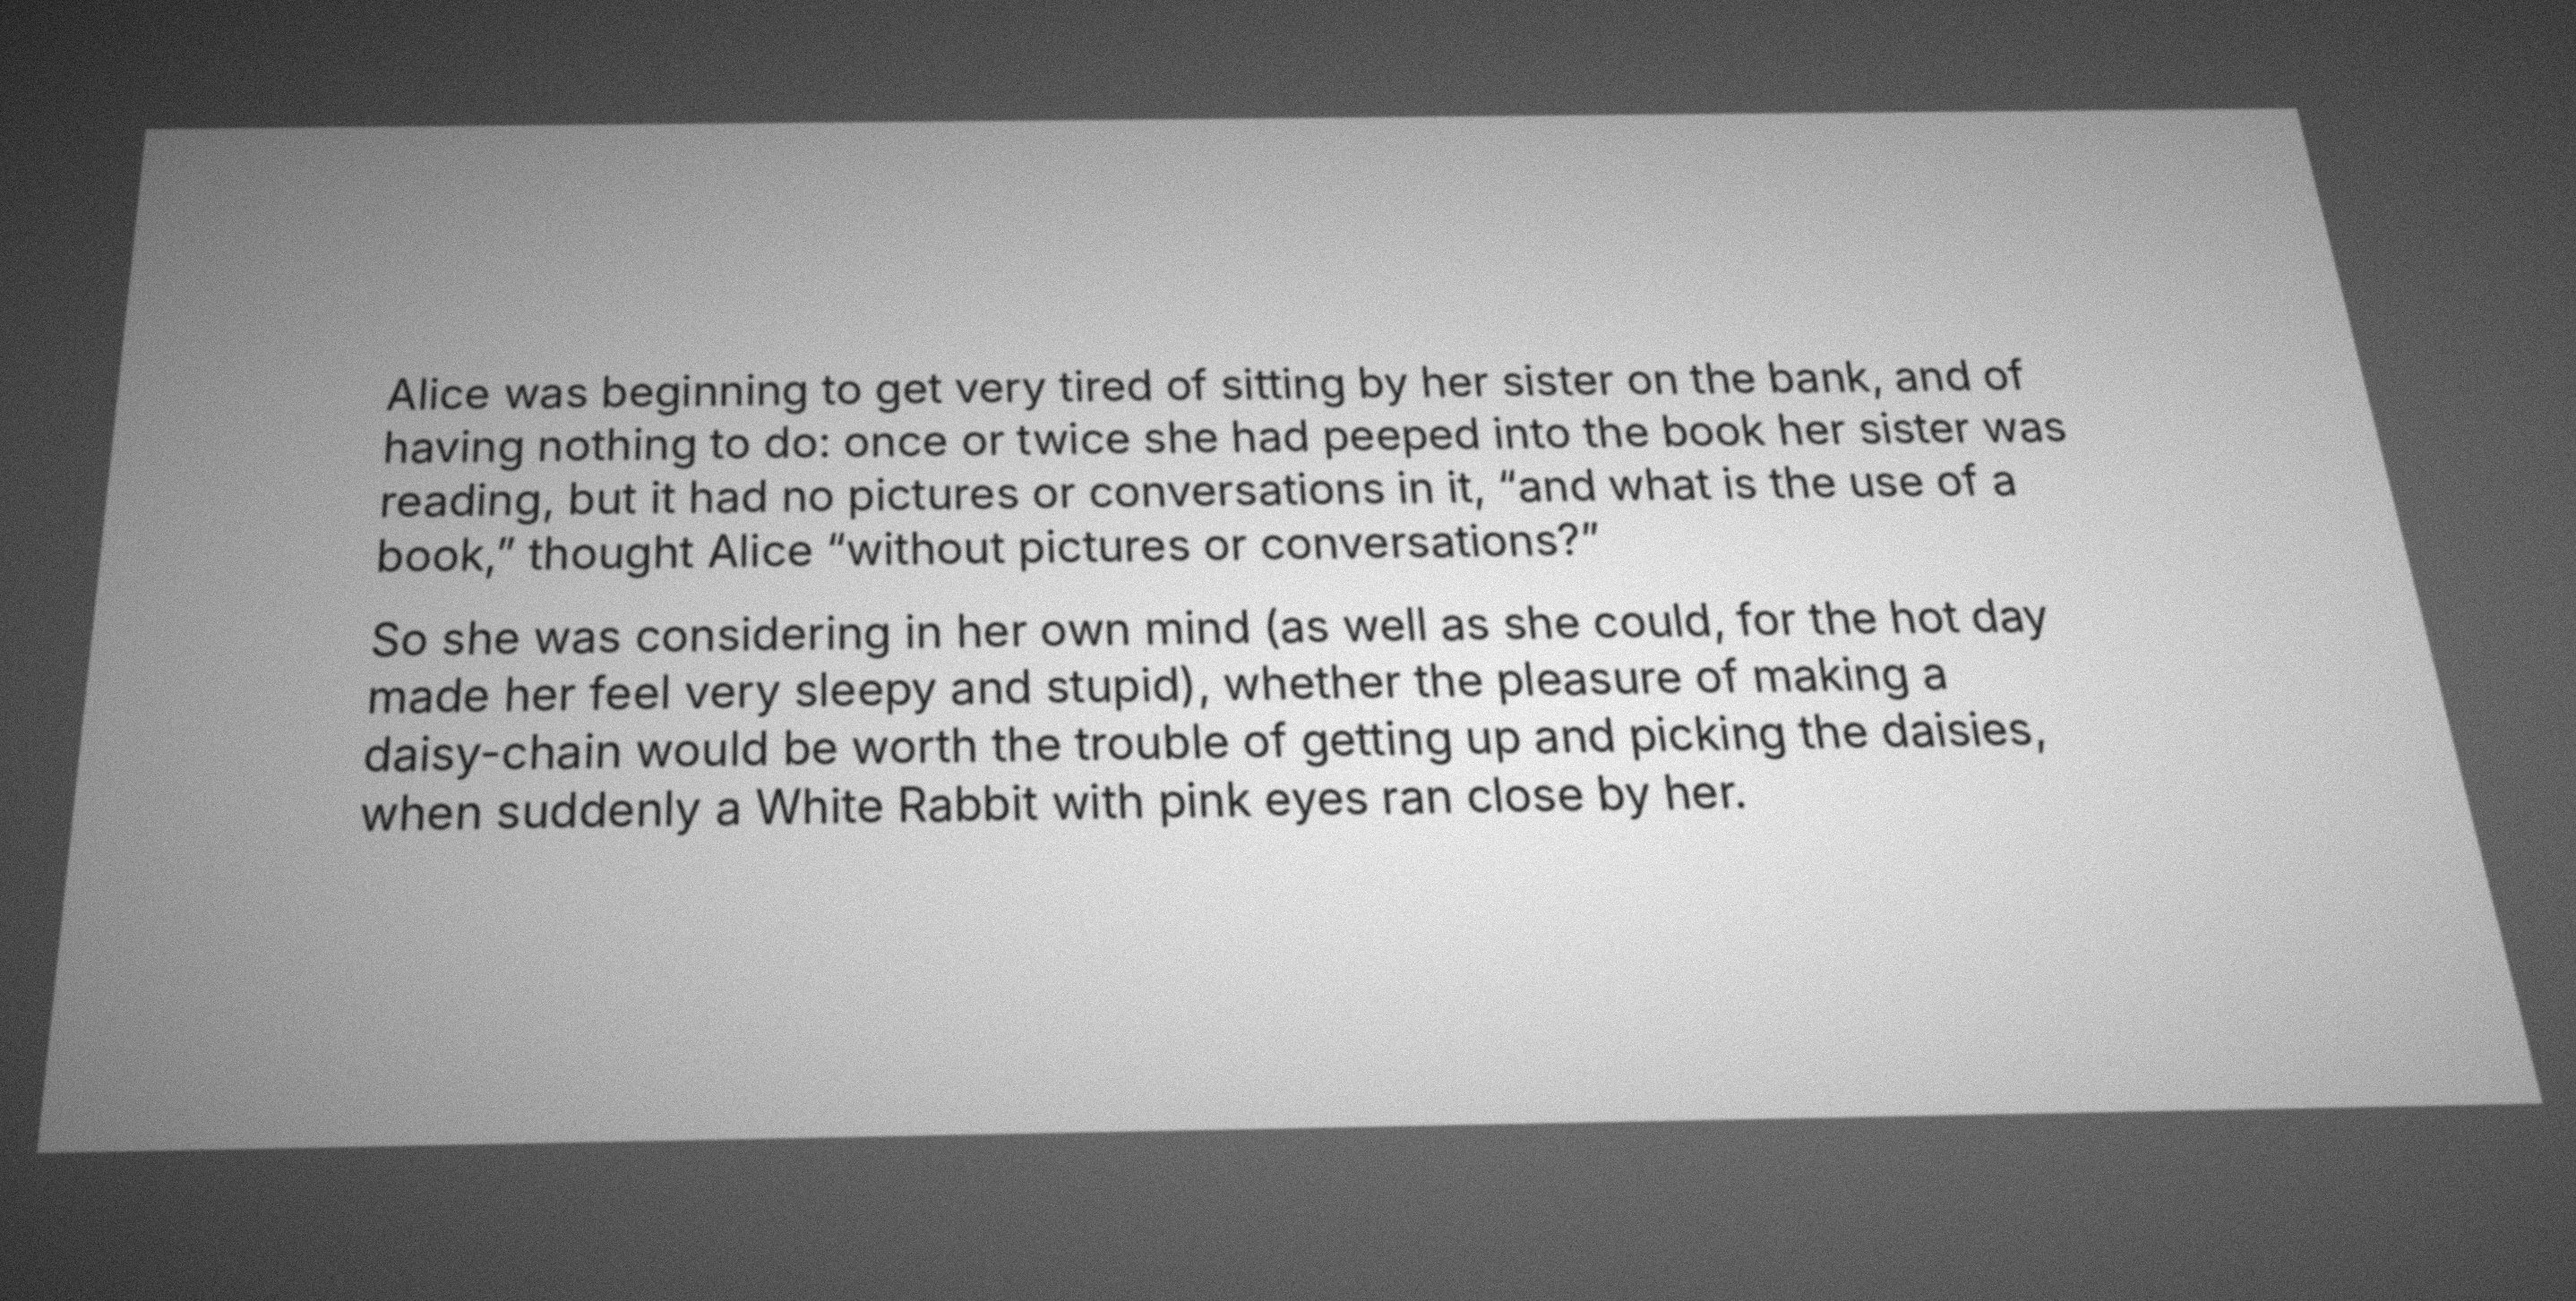 Alice was beginning to get very tired of sitting by her sister on the bank, and of
having nothing to do: once or twice she had peeped into the book her sister was
reading, but it had no pictures or conversations in it, “and what is the use of a
book,” thought Alice “without pictures or conversations?”
So she was considering in her own mind (as well as she could, for the hot day
made her feel very sleepy and stupid), whether the pleasure of making a
daisy-chain would be worth the trouble of getting up and picking the daisies,
when suddenly a White Rabbit with pink eyes ran close by her.